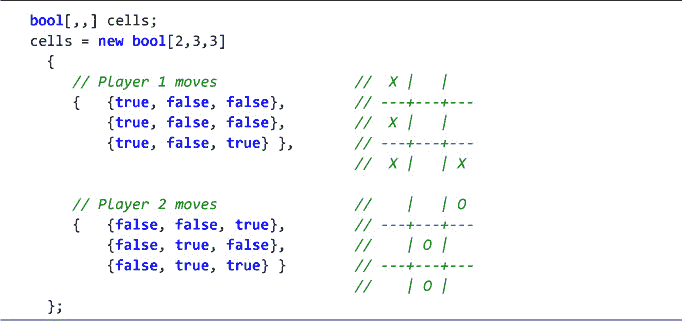 bool[,,] cells;
cells = new bool[2,3,3]
  {
     // Player 1 moves                  //  X |   |
     {   {true, false, false},          // ---+---+---
         {true, false, false},          //  X |   |
         {true, false, true} },         // ---+---+---
                                        //  X |   | X

     // Player 2 moves                  //    |   | O
     {   {false, false, true},          // ---+---+---
         {false, true, false},          //    | O |
         {false, true, true} }          // ---+---+---
                                        //    | O |
  };